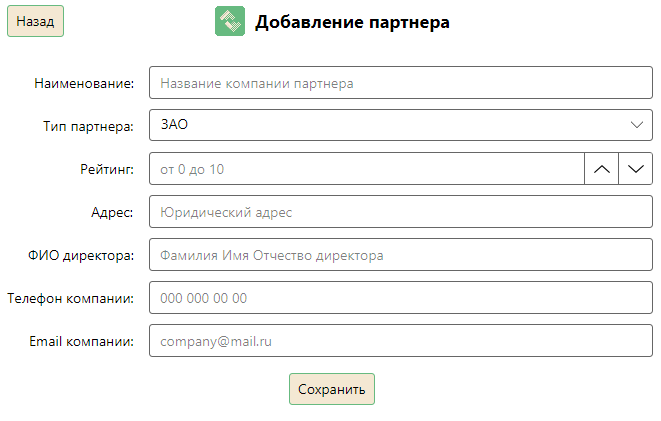 Назад
Добавление партнера
Наименование: Название компании партнера
Тип партнера: ЗАО
Рейтинг: от 0 до 10
Адрес: Юридический адрес
ФИО директора: Фамилия Имя Отчество директора
Телефон компании: 000 000 00 00
Email компании: company@mail.ru
Сохранить